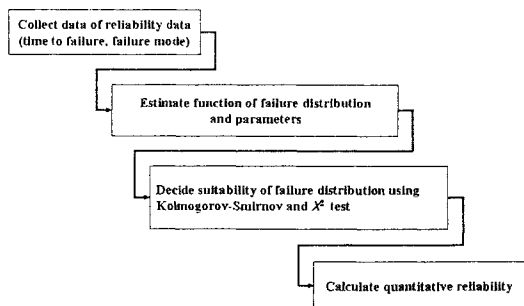 Collect data of reliability data
(time to failure, failure mode)
Estimate function of failure distribution
and parameters
Decide suitability of failure distribution using
Kolmogorov-Smirnov and X² test
Calculate quantitative reliability